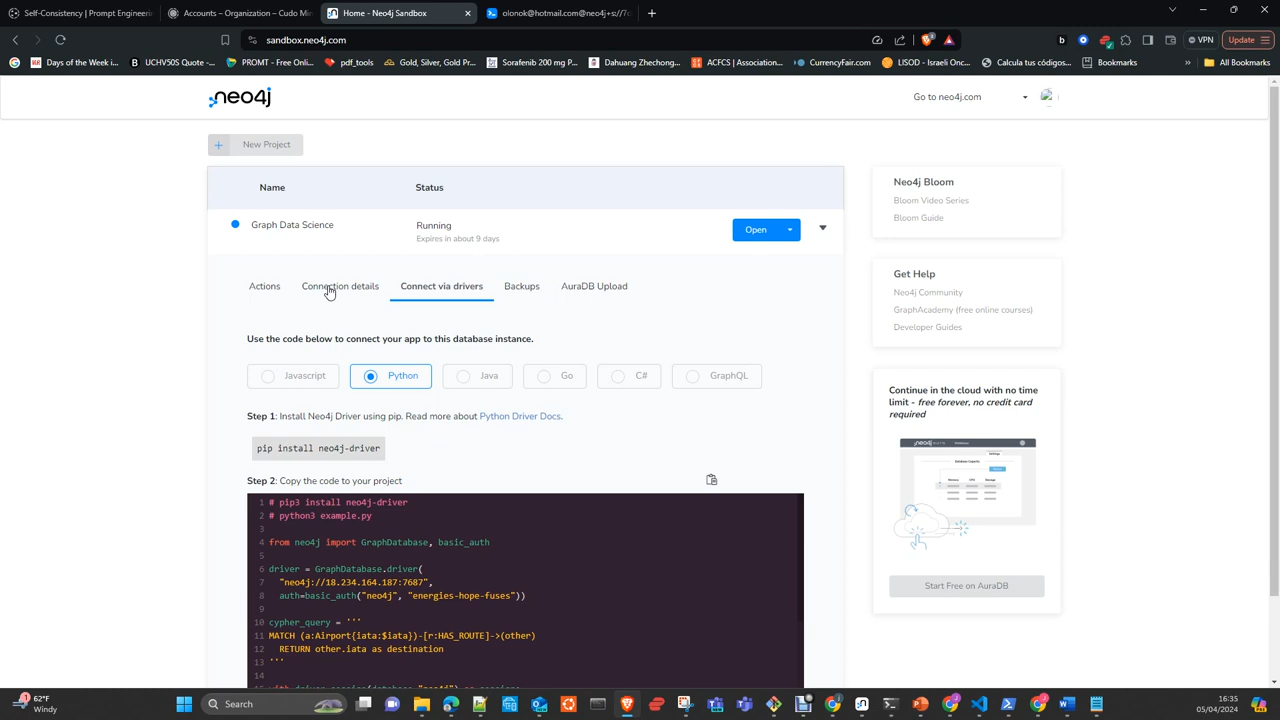 Self-Consistency | Prompt Engineerin
Accounts – Organization – Cudo Mi
Home - Neo4j Sandbox
olonok@hotmail.com@neo4j+s://7c
sandbox.neo4j.com
VPN
Update
Days of the Week i...
UCHV50S Quote -...
PROMT - Free Onli...
pdf_tools
Gold, Silver, Gold Pr...
Sorafenib 200 mg P...
Dahuang Zhechong...
ACFCS | Association...
CurrencyFair.com
LISOD - Israeli Onc...
Calcula tus códigos...
Bookmarks
»
All Bookmarks
neo4j
Go to neo4j.com
+ New Project
Name Status
Graph Data Science
Running
Expires in about 9 days
Open
Actions Connection details Connect via drivers Backups AuraDB Upload
Use the code below to connect your app to this database instance.
Javascript Python Java Go C# GraphQL
Step 1: Install Neo4j Driver using pip. Read more about Python Driver Docs.
pip install neo4j-driver
Step 2: Copy the code to your project
1 # pip3 install neo4j-driver
2 # python3 example.py
3
4 from neo4j import GraphDatabase, basic_auth
5
6 driver = GraphDatabase.driver(
7 "neo4j://18.234.164.187:7687",
8 auth=basic_auth("neo4j", "energies-hope-fuses"))
9
10 cypher_query = '''
11 MATCH (a:Airport{iata:$iata})-[r:HAS_ROUTE]->(other)
12 RETURN other.iata as destination
13 '''
14
Neo4j Bloom
Bloom Video Series
Bloom Guide
Get Help
Neo4j Community
GraphAcademy (free online courses)
Developer Guides
Continue in the cloud with no time
limit - free forever, no credit card
required
Start Free on AuraDB
62°F
Windy
Search
16:35
05/04/2024